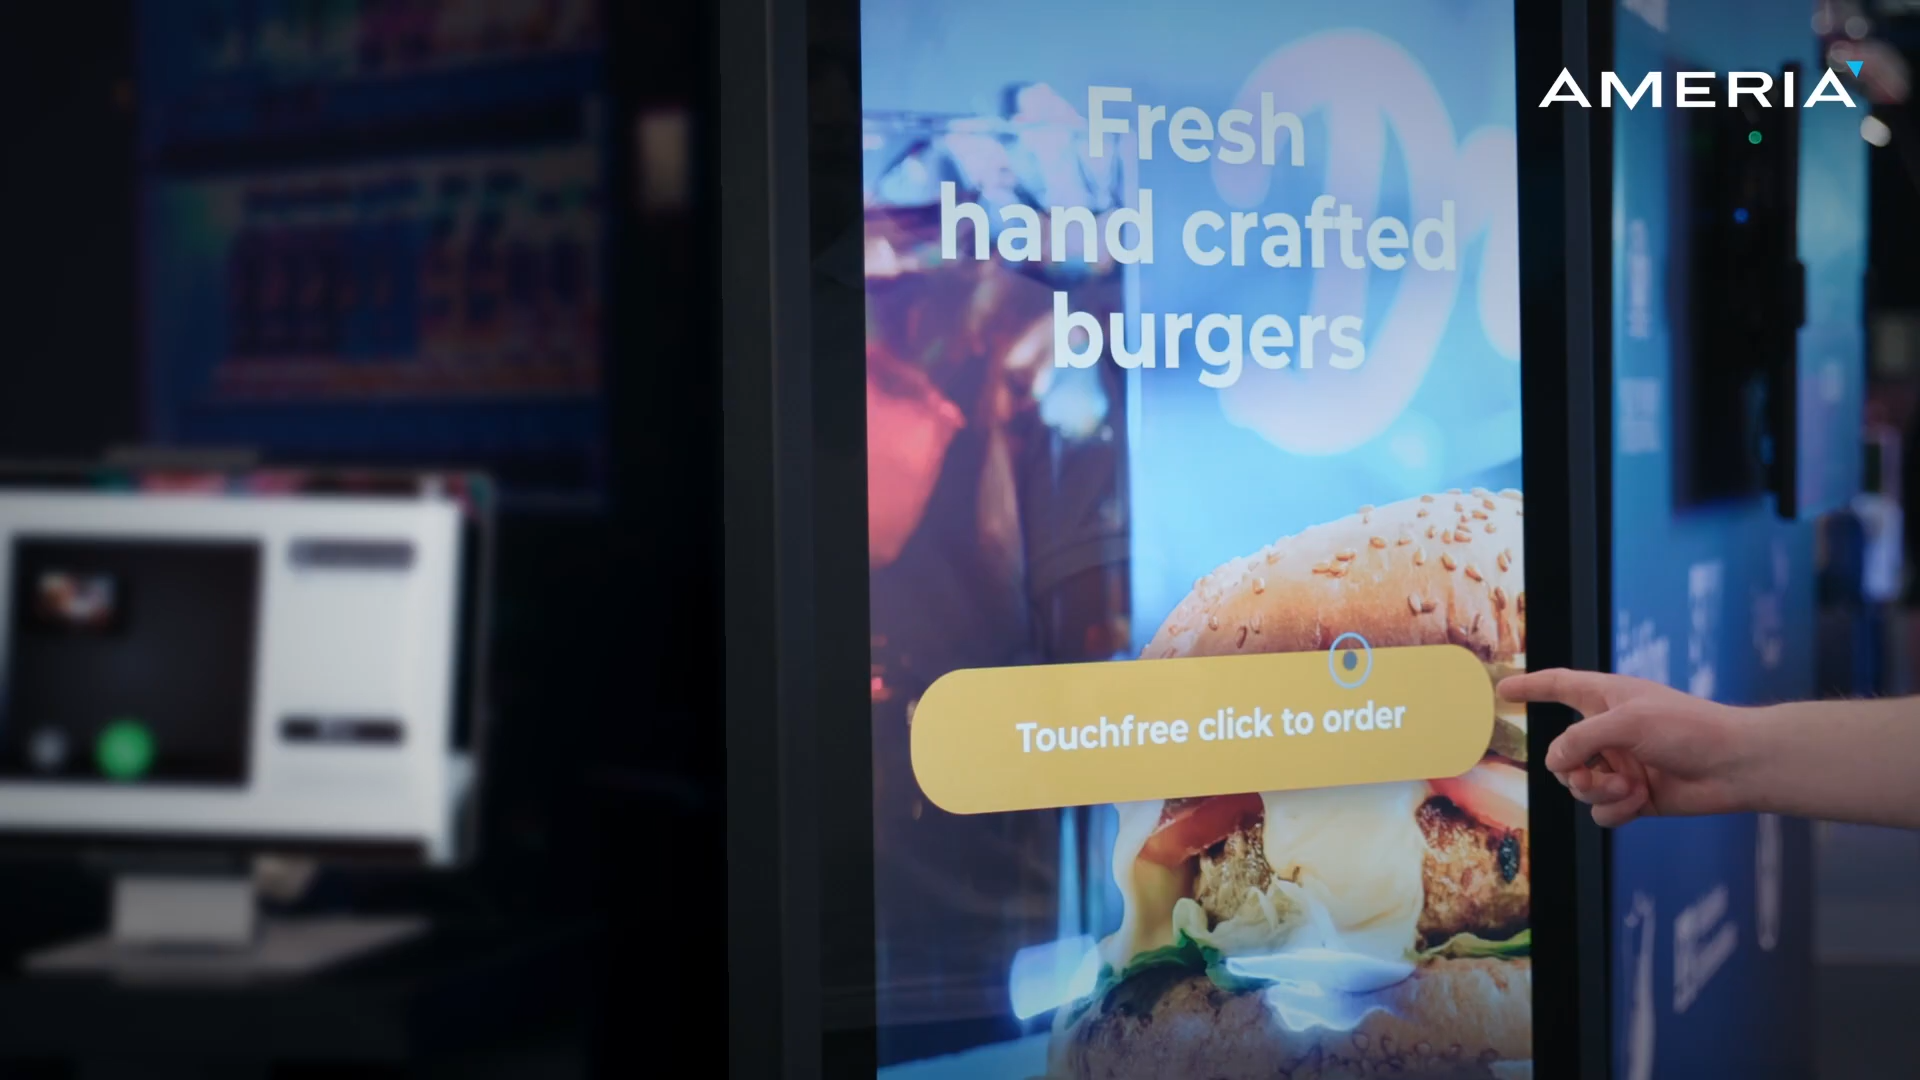 AMERIA
Fresh
hand crafted
burgers
Touchfree click to order